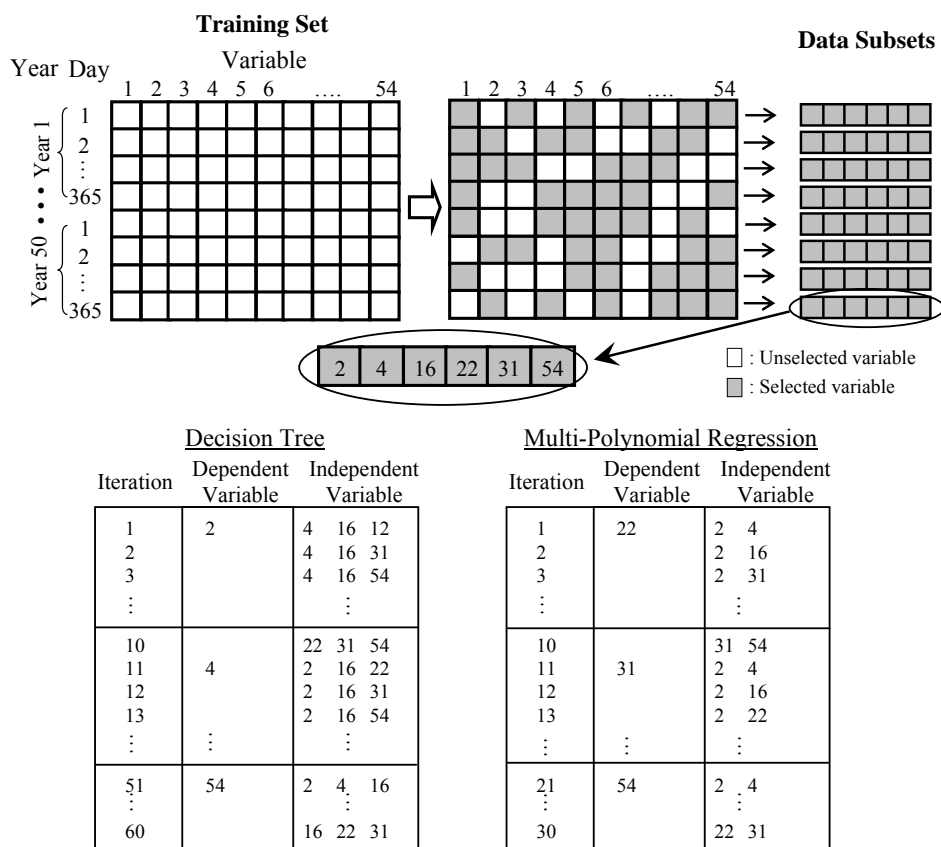 Training Set
Data Subsets
Year Day Variable
1 2 3 4 5 6 .... 54
1 2 3 4 5 6 .... 54
Year 1
1
2
⋮
365
• • •
Year 50
1
2
⋮
365
2 4 16 22 31 54
: Unselected variable
: Selected variable
Decision Tree
Iteration Dependent Variable Independent Variable
1 2 4 16 12
2 4 16 31
3 4 16 54
⋮ ⋮
10 22 31 54
11 4 2 16 22
12 2 16 31
13 2 16 54
⋮ ⋮ ⋮
51 54 2 4 16
⋮ ⋮
60 16 22 31
Multi-Polynomial Regression
Iteration Dependent Variable Independent Variable
1 22 2 4
2 2 16
3 2 31
⋮ ⋮
10 31 54
11 31 2 4
12 2 16
13 2 22
⋮ ⋮ ⋮
21 54 2 4
⋮ ⋮
30 22 31